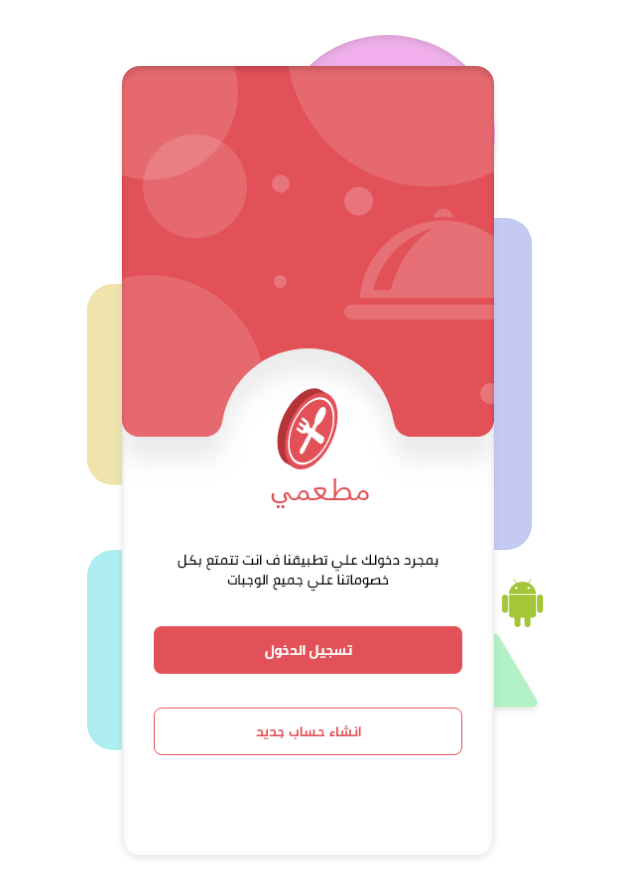 مطعمي
بمجرد دخولك علي تطبيقنا ف انت تتمتع بكل
خصوماتنا علي جميع الوجبات
تسجيل الدخول
انشاء حساب جديد